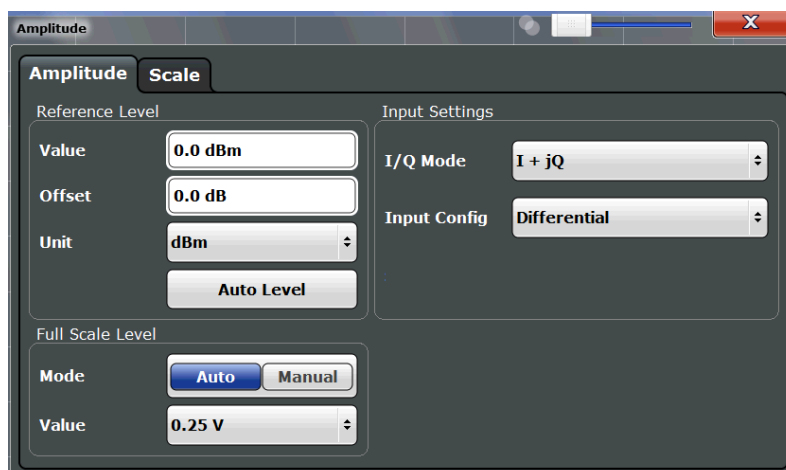 Amplitude
X
Amplitude Scale
Reference Level
Value 0.0 dBm
Offset 0.0 dB
Unit dBm
Auto Level
Input Settings
I/Q Mode I + jQ
Input Config Differential
Full Scale Level
Mode Auto Manual
Value 0.25 V